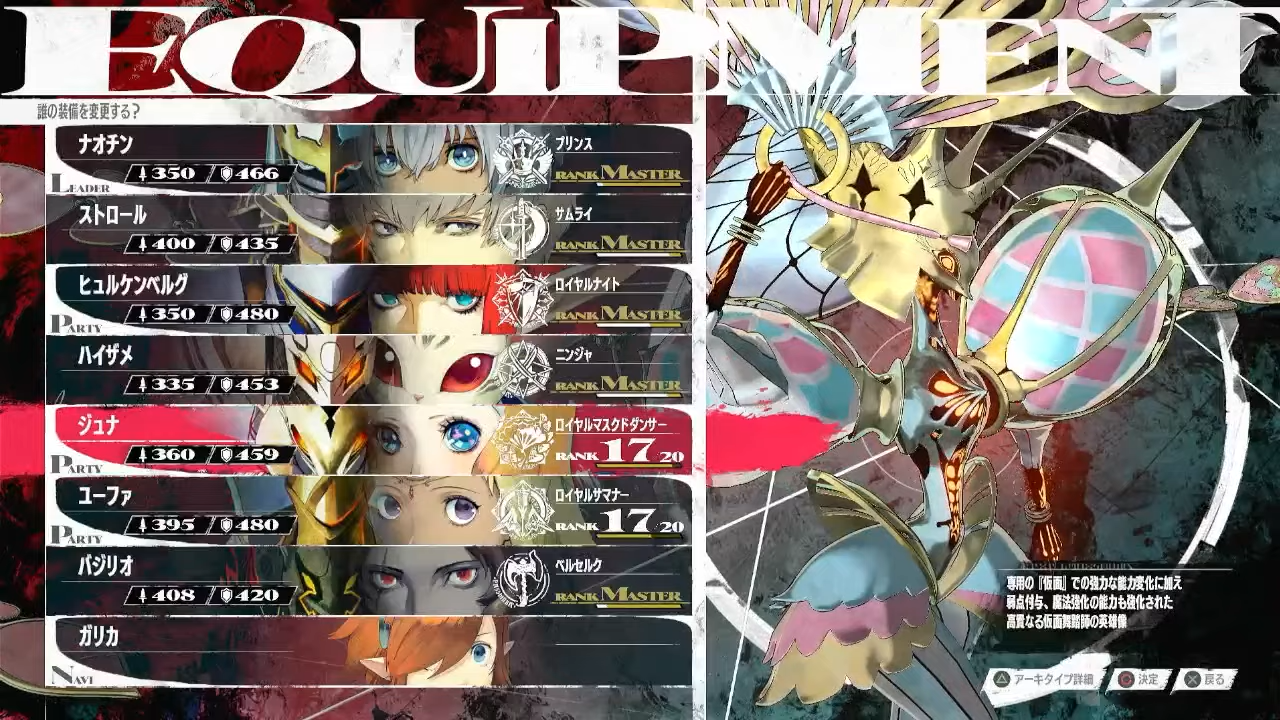 EQUIPMENT
誰の装備を変更する?
ナオチン
350 466
LEADER
プリンス
RANK MASTER
ストロール
400 435
サムライ
RANK MASTER
ヒュルケンベルグ
350 480
PARTY
ロイヤルナイト
RANK MASTER
ハイザメ
335 453
ニンジャ
RANK MASTER
ジュナ
360 459
PARTY
ロイヤルマスクドダンサー
RANK 17/20
ユーファ
395 480
PARTY
ロイヤルサマナー
RANK 17/20
バジリオ
408 420
ベルセルク
RANK MASTER
ガリカ
NAVI
専用の『仮面』での強力な能力変化に加え
弱点付与、魔法強化の能力も強化された
高貴なる仮面舞踏師の英雄像
アーキタイプ詳細 決定 戻る